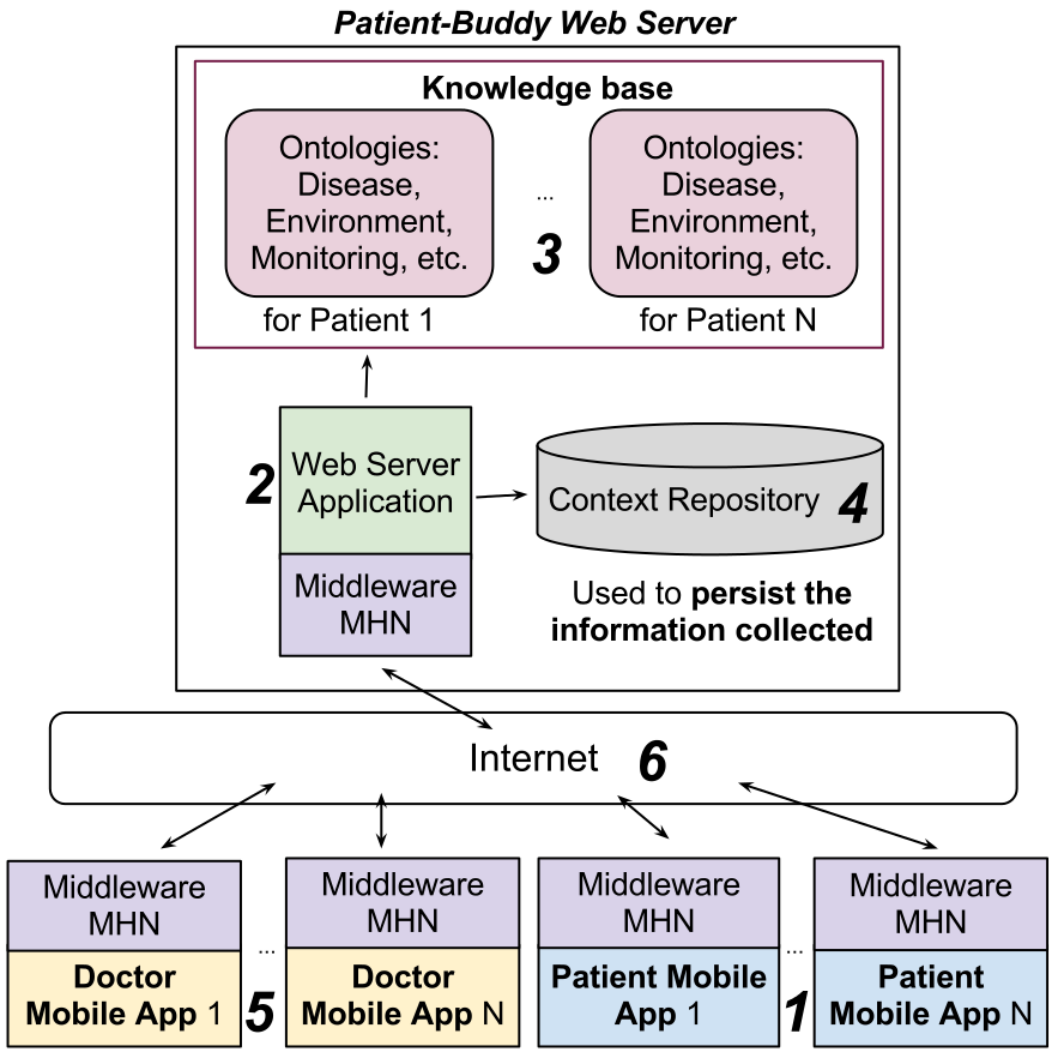 Patient-Buddy Web Server
Knowledge base
Ontologies:
Disease,
Environment,
Monitoring, etc.
for Patient 1
...
3
Ontologies:
Disease,
Environment,
Monitoring, etc.
for Patient N
2
Web Server
Application
Middleware
MHN
Context Repository 4
Used to persist the
information collected
Internet 6
Middleware
MHN
Doctor
Mobile App 1
...
5
Middleware
MHN
Doctor
Mobile App N
Middleware
MHN
Patient Mobile
App 1
...
1
Middleware
MHN
Patient
Mobile App N